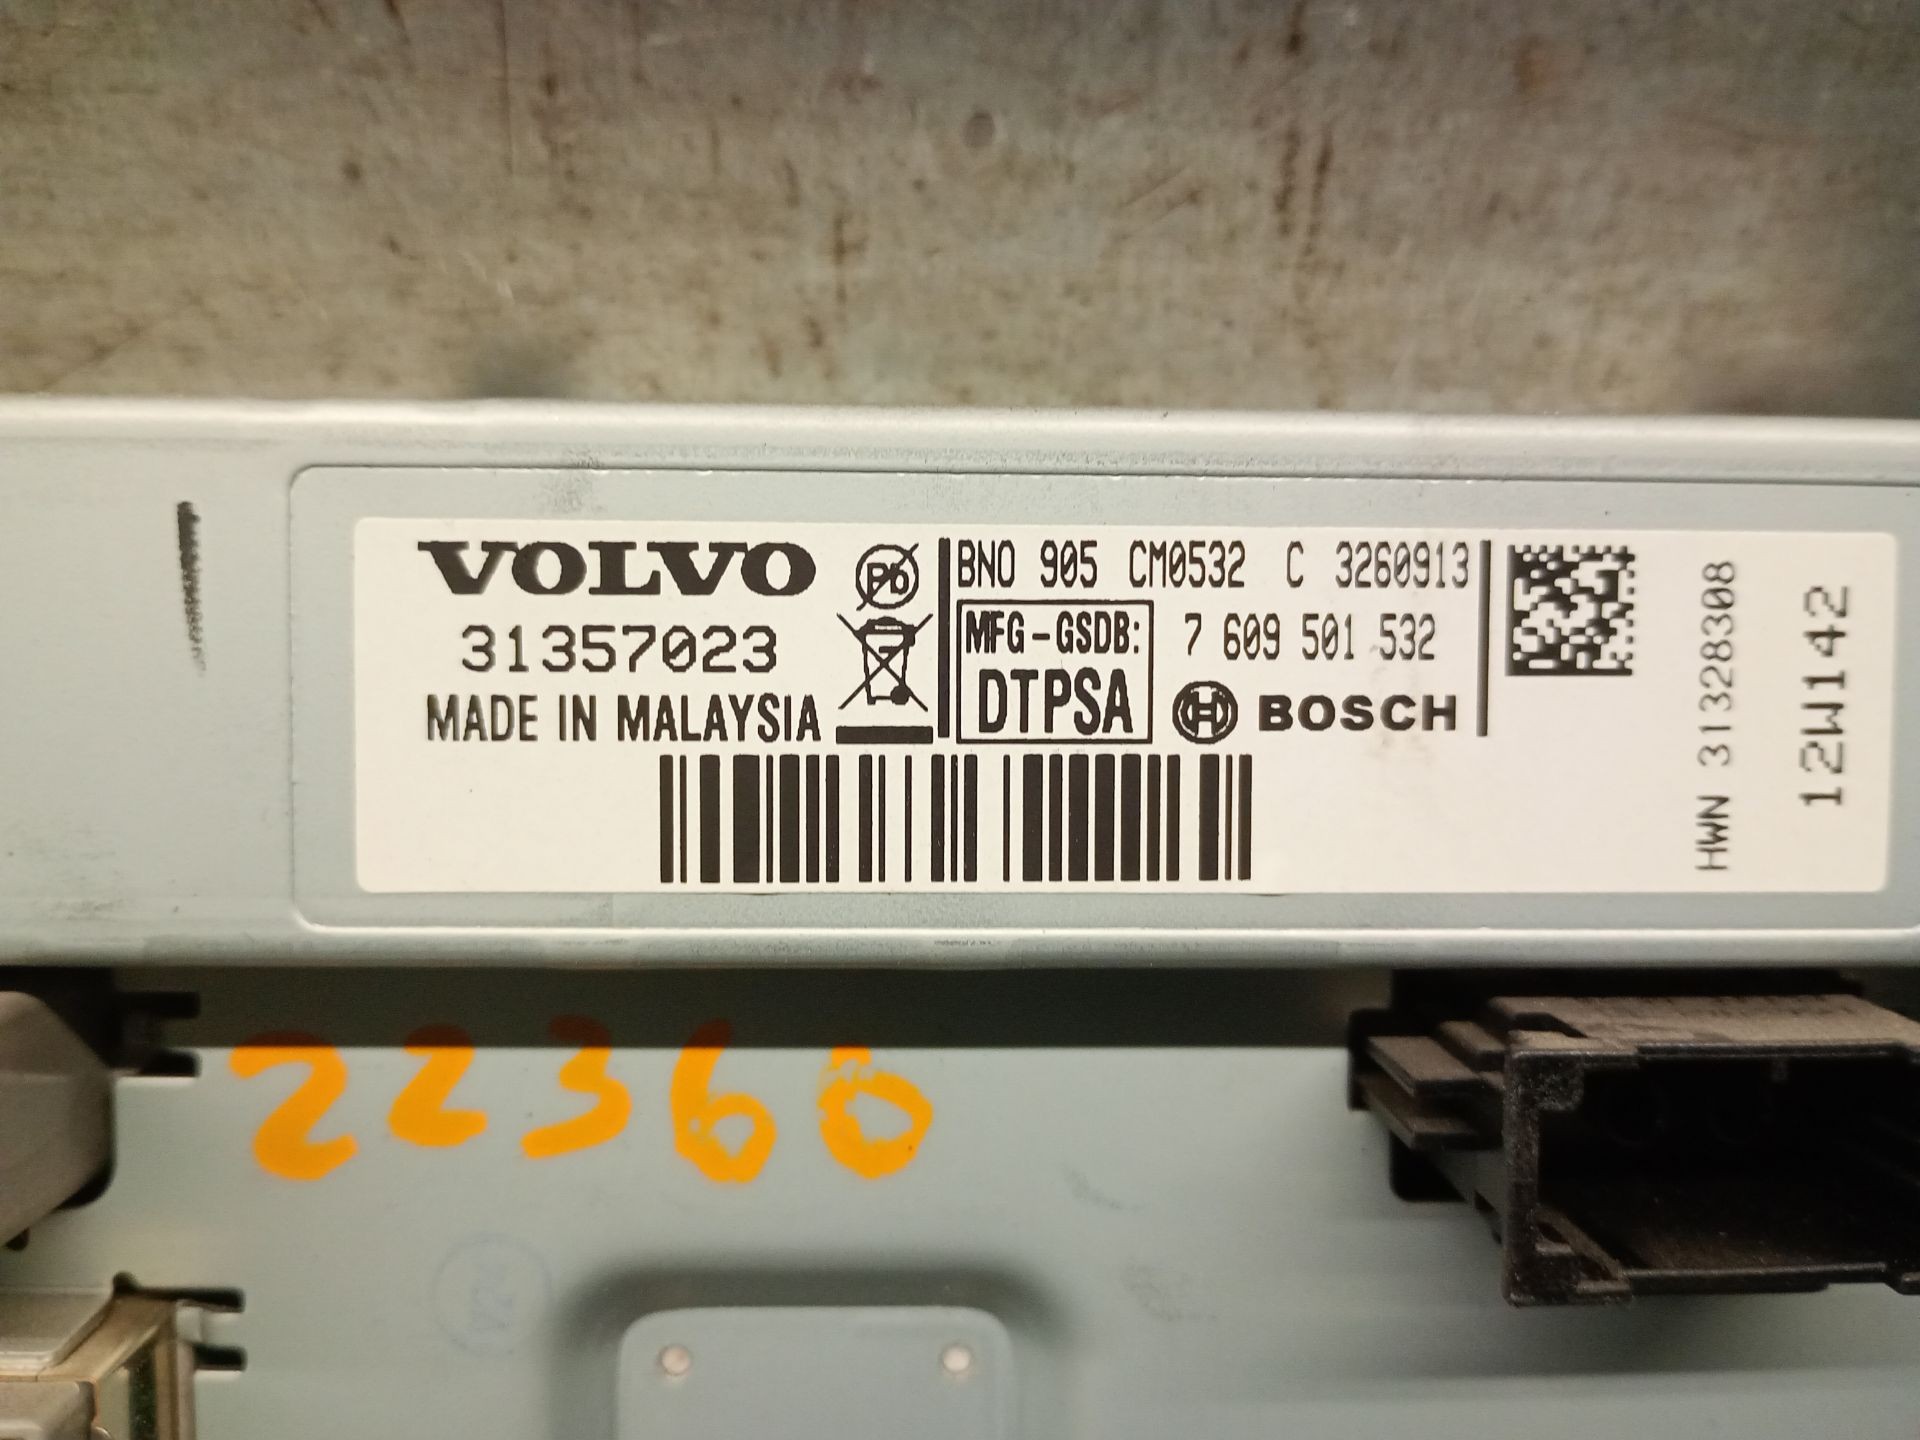 VOLVO
31357023
MADE IN MALAYSIA
Pb
BNO 905 CM0532 C 3260913
MFG-GSDB:
DTPSA
7 609 501 532
BOSCH
HWN 31328308
12W142
22360